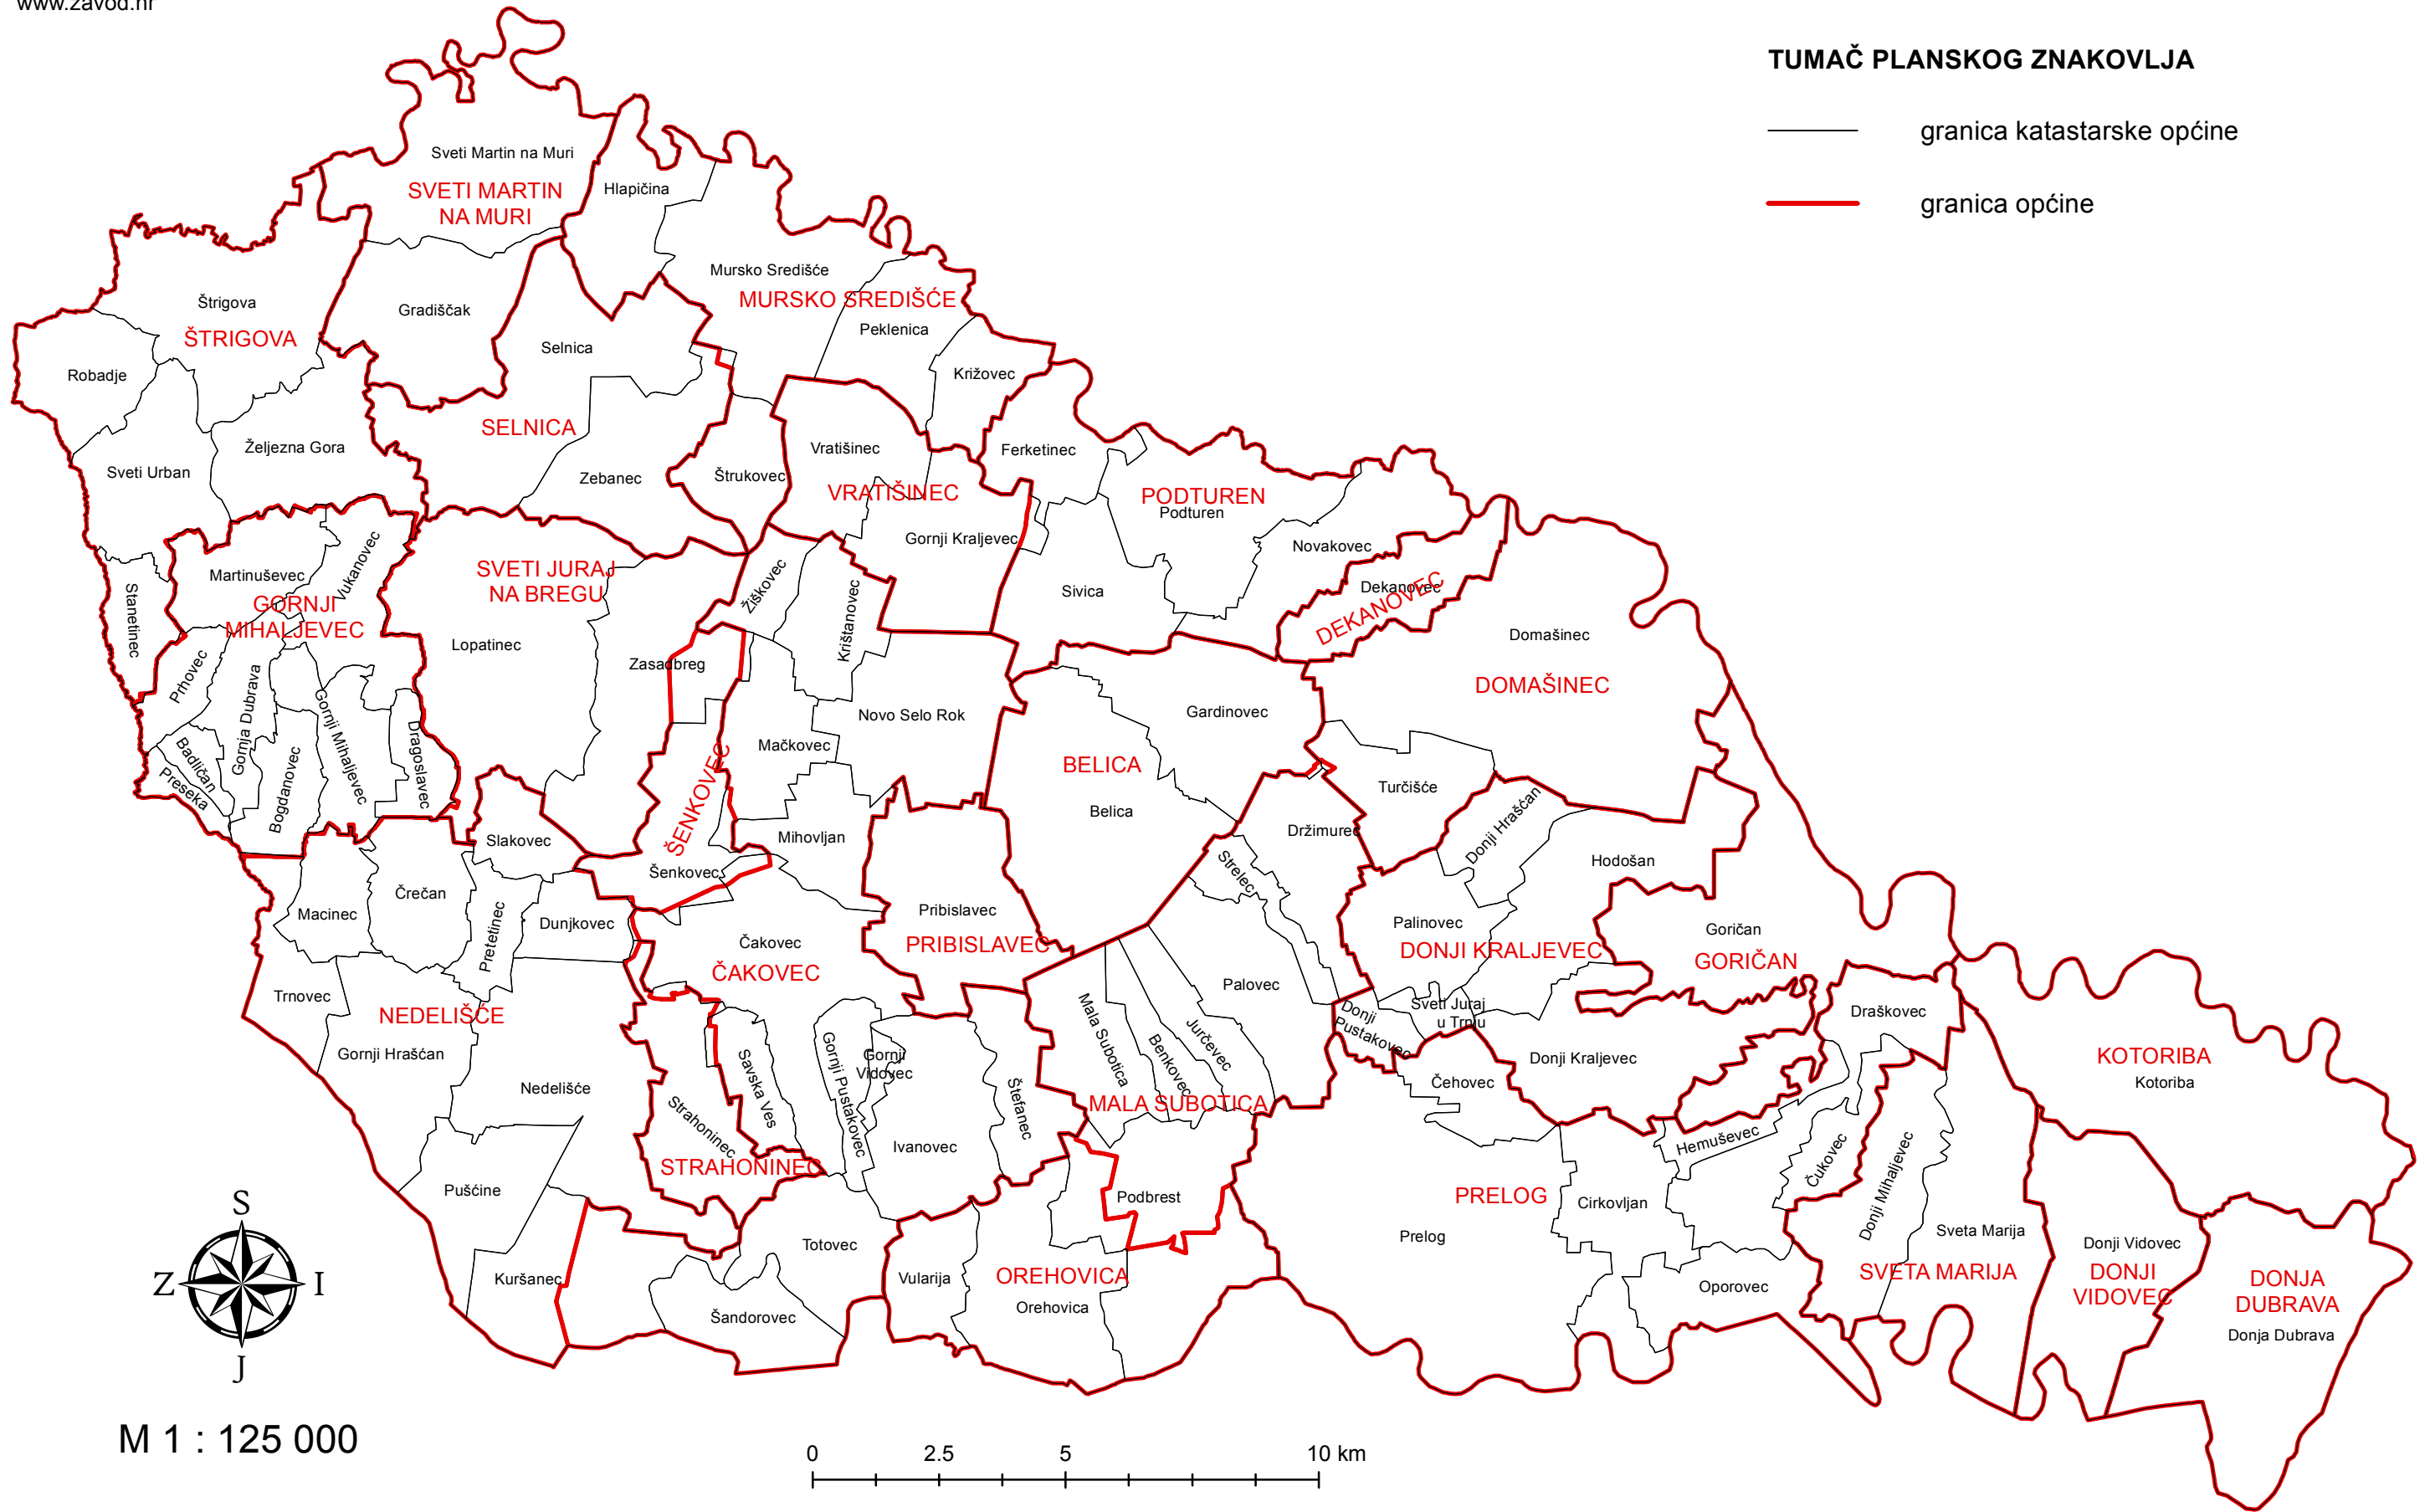 www.zavod.hr
TUMAČ PLANSKOG ZNAKOVLJA
granica katastarske općine
granica općine
Sveti Martin na Muri
SVETI MARTIN
NA MURI
Hlapičina
Mursko Središće
MURSKO SREDIŠĆE
Peklenica
Križovec
Štrigova
ŠTRIGOVA
Robadje
Gradiščak
Selnica
SELNICA
Željezna Gora
Sveti Urban
Zebanec
Štrukovec
Vratišinec
VRATIŠINEC
Gornji Kraljevec
Ferketinec
PODTUREN
Podturen
Novakovec
Sivica
Dekanovec
DEKANOVEC
Domašinec
DOMAŠINEC
Stanetinec
Martinuševec
Vukanovec
GORNJI
MIHALJEVEC
Prhovec
Gornja Dubrava
Badličan
Preseka
Bogdanovec
Gornji Mihaljevec
Dragoslavec
SVETI JURAJ
NA BREGU
Lopatinec
Zasadbreg
Žiškovec
Krištanovec
Novo Selo Rok
Mačkovec
ŠENKOVEC
Šenkovec
Mihovljan
Slakovec
BELICA
Belica
Gardinovec
Turčišće
Držimurec
Strelec
Donji Hrašćan
Hodošan
Palinovec
DONJI KRALJEVEC
Goričan
GORIČAN
Macinec
Črečan
Pretetinec
Dunjkovec
Trnovec
NEDELIŠĆE
Gornji Hrašćan
Nedelišće
Pušćine
Kuršanec
Čakovec
ČAKOVEC
Pribislavec
PRIBISLAVEC
Savska Ves
Strahoninec
STRAHONINEC
Gornji Pustakovec
Gornji
Vidovec
Ivanovec
Štefanec
Totovec
Šandorovec
Mala Subotica
Benkovec
Jurčevec
Palovec
MALA SUBOTICA
Podbrest
Vularija
OREHOVICA
Orehovica
Donji
Pustakovec
Sveti Juraj
u Trnju
Čehovec
Donji Kraljevec
Draškovec
Hemuševec
Čukovec
PRELOG
Prelog
Cirkovljan
Oporovec
Donji Mihaljevec
Sveta Marija
SVETA MARIJA
KOTORIBA
Kotoriba
Donji Vidovec
DONJI
VIDOVEC
DONJA
DUBRAVA
Donja Dubrava
S
Z
I
J
M 1 : 125 000
0 2.5 5 10 km